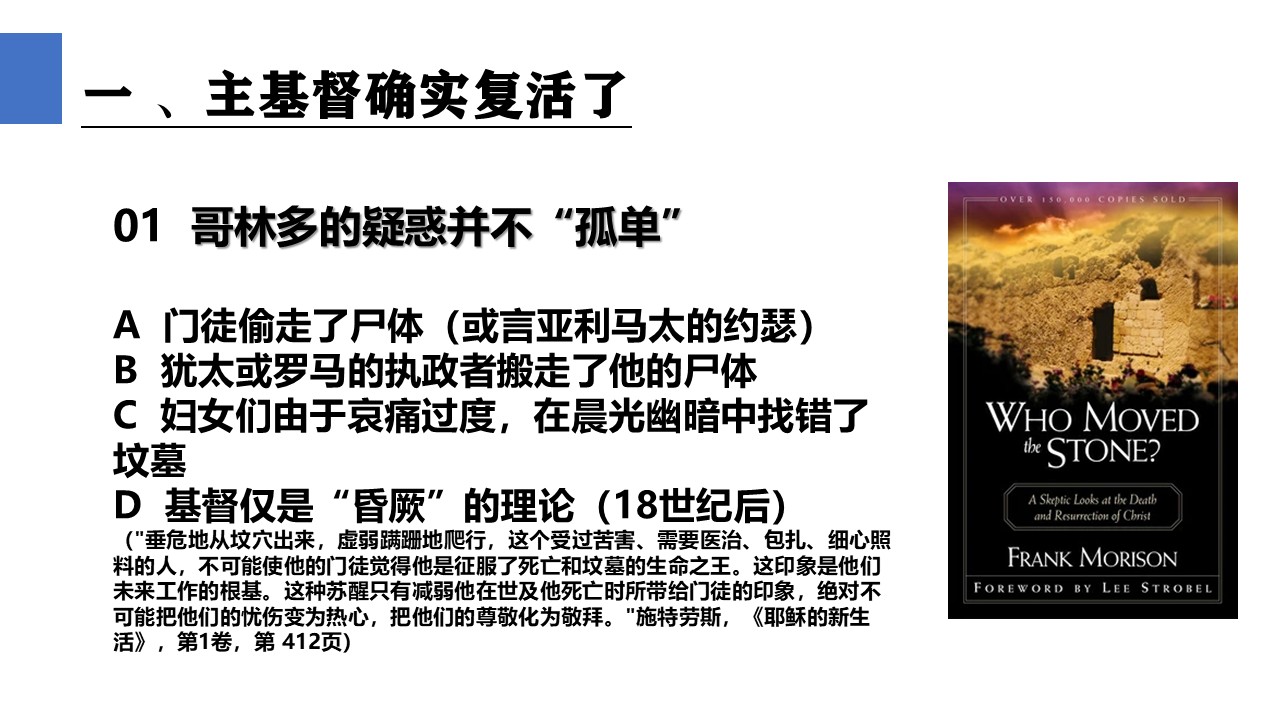 一 、主基督确实复活了
01 哥林多的疑惑并不“孤单”
A 门徒偷走了尸体（或言亚利马太的约瑟）
B 犹太或罗马的执政者搬走了他的尸体
C 妇女们由于哀痛过度，在晨光幽暗中找错了
坟墓
D 基督仅是“昏厥”的理论（18世纪后）
（"垂危地从坟穴出来，虚弱蹒跚地爬行，这个受过苦害、需要医治、包扎、细心照
料的人，不可能使他的门徒觉得他是征服了死亡和坟墓的生命之王。这印象是他们
未来工作的根基。这种苏醒只有减弱他在世及他死亡时所带给门徒的印象，绝对不
可能把他们的忧伤变为热心，把他们的尊敬化为敬拜。"施特劳斯，《耶稣的新生
活》，第1卷，第 412页）
OVER 150,000 COPIES SOLD
WHO MOVED
the STONE?
A Skeptic Looks at the Death
and Resurrection of Christ
FRANK MORISON
FOREWORD BY LEE STROBEL